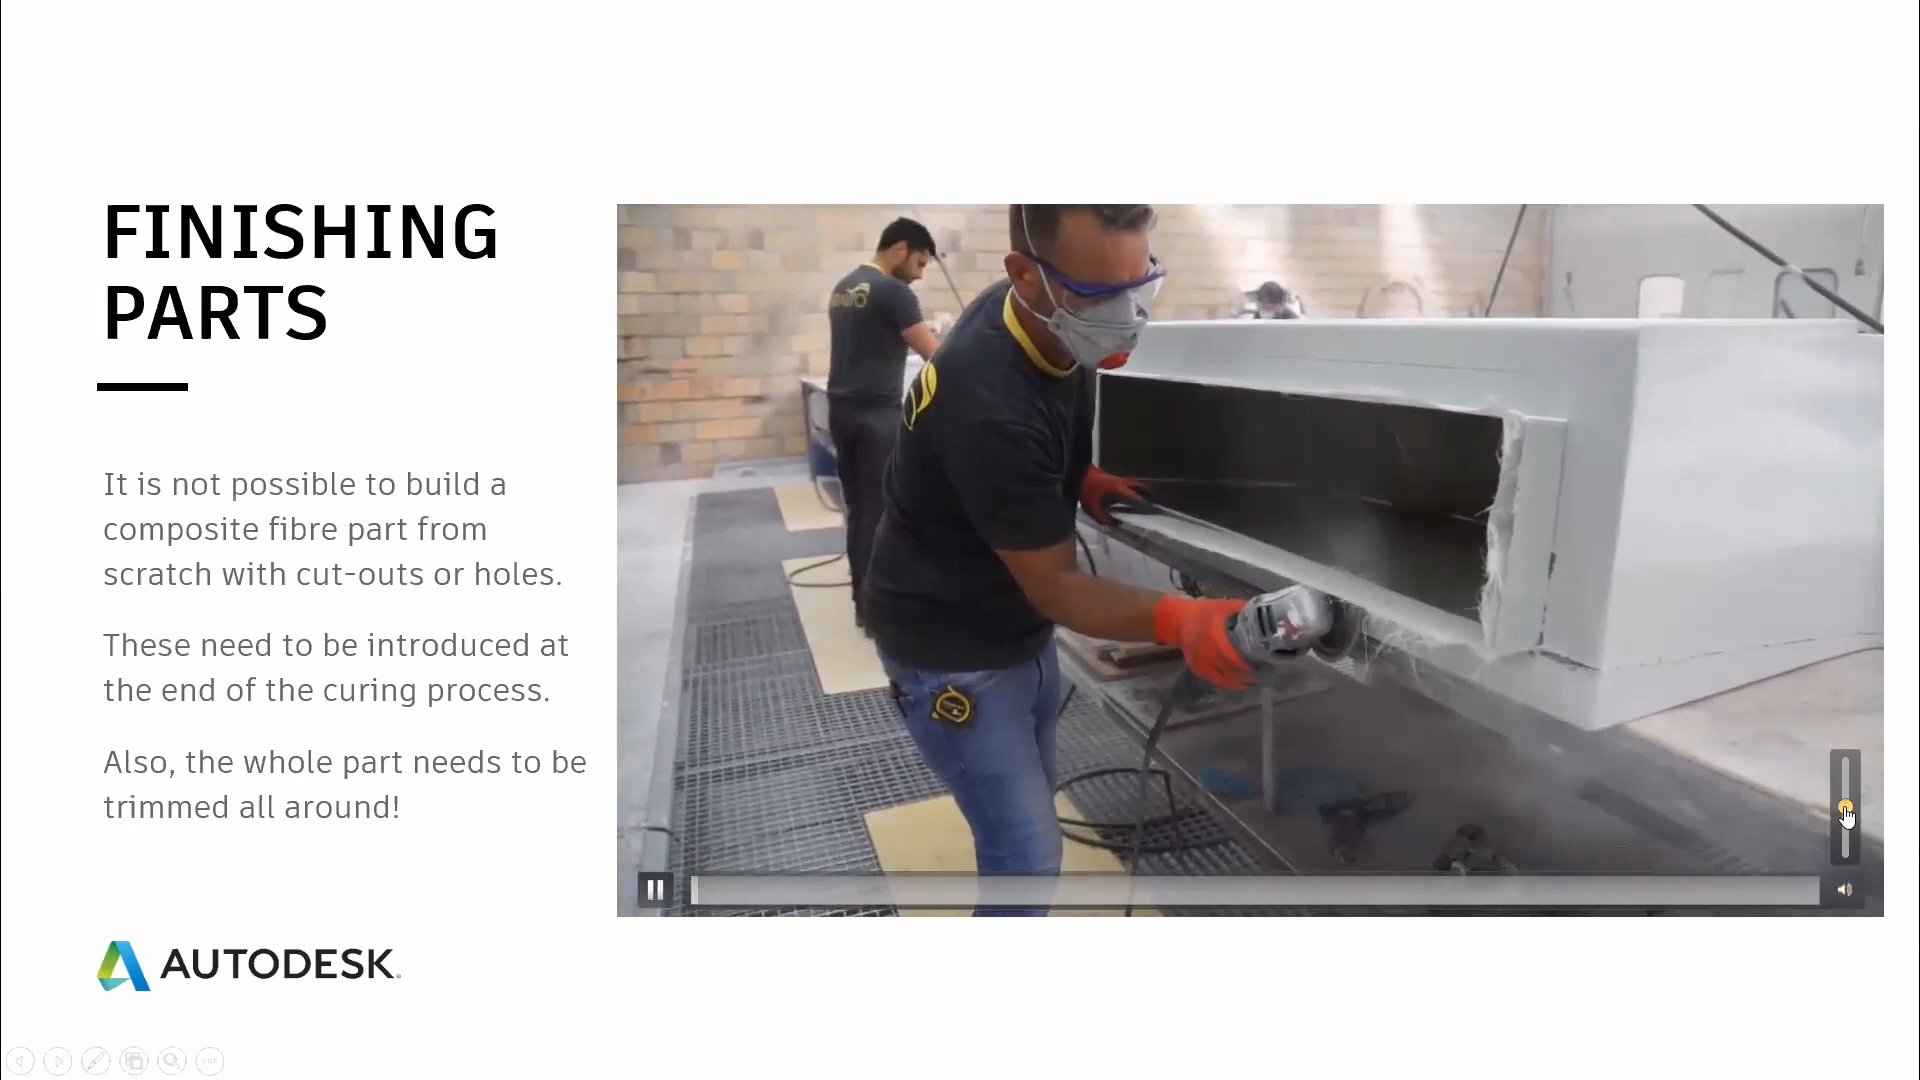 FINISHING
PARTS
It is not possible to build a
composite fibre part from
scratch with cut-outs or holes.
These need to be introduced at
the end of the curing process.
Also, the whole part needs to be
trimmed all around!
AUTODESK.